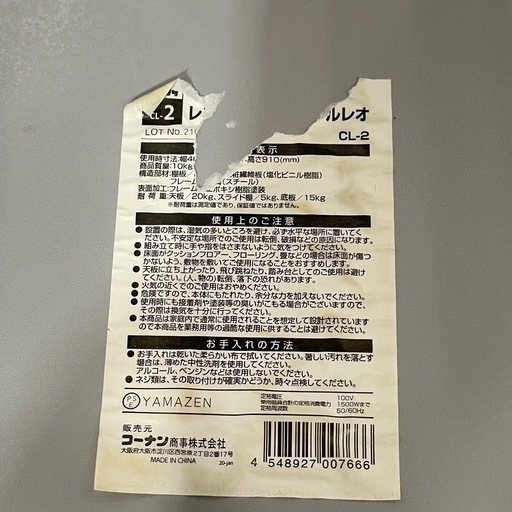 CL-2 レ ルレオ
LOT No.210
CL-2
表示
使用時寸:幅48 高さ910(mm)
商品質量:10kg
構造部材:棚板 粧繊維板(塩化ビニル樹脂)
フレーム (スチール)
表面加工:フレーム ポキシ樹脂塗装
耐荷重:天板/20kg、スライド棚/5kg、底板/15kg
※耐荷重は測定値であり、保証値ではありません。
使用上のご注意
●設置の際は、湿気の多いところを避け、必ず水平な場所に置いてください。不安定な場所でのご使用は転倒、破損などの原因になります。
●組み立て時に手や指をはさまないように気をつけてください。
●床面がクッションフロアー、フローリング、畳などの場合は床面が傷つかないよう、敷物を敷いてご使用になることをおすすめします。
●天板に立ち上がったり、飛び跳ねたり、踏み台としてのご使用は避けてください。(人、物の)転倒、落下の恐れがあります。
●火気の近くでのご使用はおやめください。
●危険ですので、本体にもたれたり、余分な力を加えないでください。
●使用時にも接着剤や塗装等の臭いがこもる場合がございますので、その際は換気を十分に行ってください。
●本商品は家庭内で通常に使用されることを想定して設計されていますので本商品を業務用等の過酷な使用に供することは避けてください。
お手入れの方法
●お手入れは乾いた柔らかい布で拭いてください。著しい汚れを落とす場合は、薄めた中性洗剤を使用してください。
アルコール、ベンジンなどは使用しないでください。
●ネジ類は、その取り付けが確実かどうか、時々点検してください。
PS E YAMAZEN
定格電圧 100V
使用器具合計の定格消費電力 1500Wまで
定格周波数 50/60Hz
販売元
コーナン商事株式会社
大阪府大阪市淀川区西宮原2丁目2番17号
MADE IN CHINA 20-jan
4 548927 007666